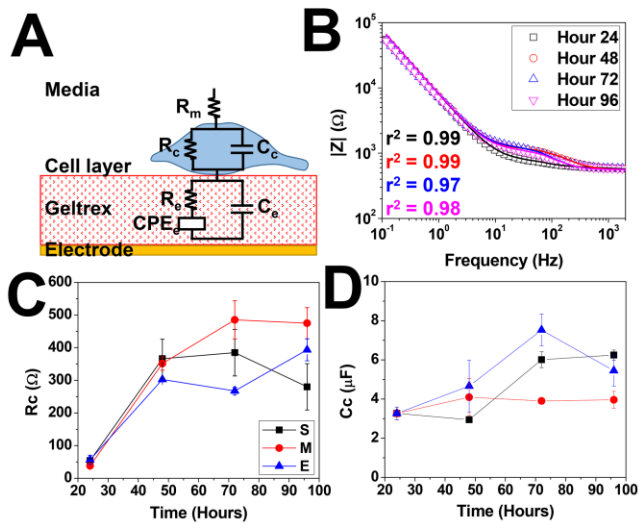 A
Media
Rm
Rc
Cc
Cell layer
Geltrex
Re
CPEe
Ce
Electrode
B
|Z| (Ω)
10^5
10^4
10^3
10^2
Hour 24
Hour 48
Hour 72
Hour 96
r² = 0.99
r² = 0.99
r² = 0.97
r² = 0.98
10^-1 10^0 10^1 10^2 10^3
Frequency (Hz)
C
Rc (Ω)
600
500
400
300
200
100
0
S
M
E
20 30 40 50 60 70 80 90 100
Time (Hours)
D
Cc (µF)
10
8
6
4
2
0
20 30 40 50 60 70 80 90 100
Time (Hours)